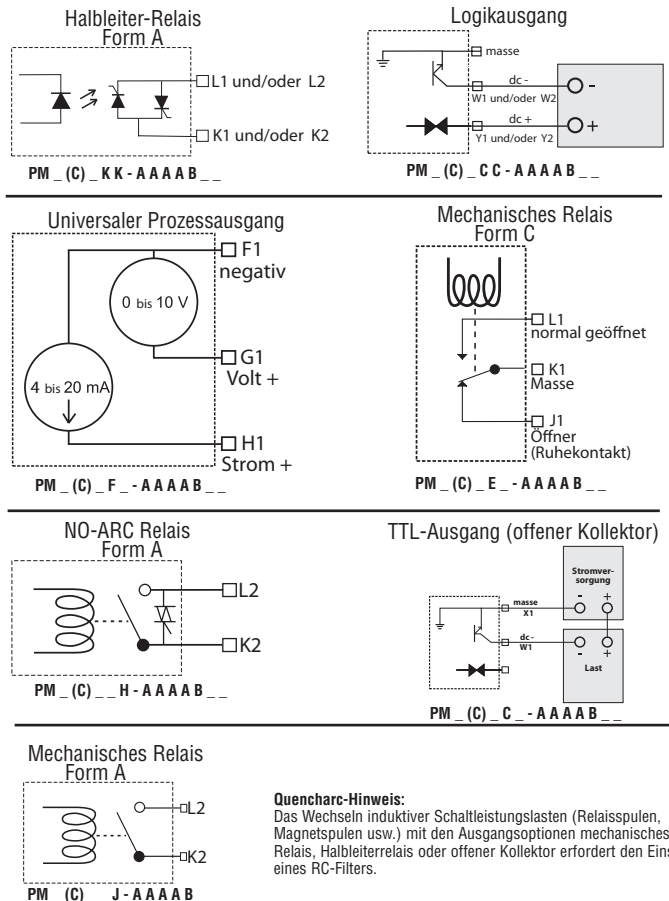 Halbleiter-Relais
Form A
L1 und/oder L2
K1 und/oder K2
PM _ (C) _ K K - A A A A B _ _
Logikausgang
masse
dc -
W1 und/oder W2
dc +
Y1 und/oder Y2
-
+
PM _ (C) _ C C - A A A A B _ _
Universaler Prozessausgang
F1
negativ
0 bis 10 V
G1
Volt +
4 bis 20 mA
H1
Strom +
PM _ (C) _ F _ - A A A A B _ _
Mechanisches Relais
Form C
L1
normal geöffnet
K1
Masse
J1
Öffner
(Ruhekontakt)
PM _ (C) _ E _ - A A A A B _ _
NO-ARC Relais
Form A
L2
K2
PM _ (C) _ _ H - A A A A B _ _
TTL-Ausgang (offener Kollektor)
Stromver-
sorgung
- +
masse
X1
dc -
W1
- +
Last
PM _ (C) _ C _ - A A A A B _ _
Mechanisches Relais
Form A
L2
K2
PM (C) J - A A A A B
Quencharc-Hinweis:
Das Wechseln induktiver Schaltleistungslasten (Relaisspulen,
Magnetspulen usw.) mit den Ausgangsoptionen mechanisches
Relais, Halbleiterrelais oder offener Kollektor erfordert den Eins
eines RC-Filters.